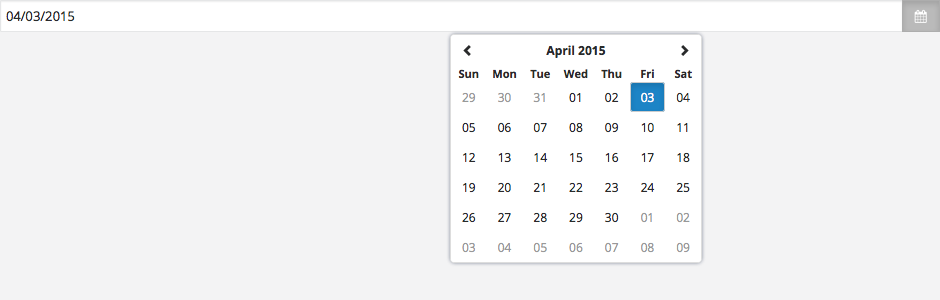 04/03/2015
April 2015
Sun Mon Tue Wed Thu Fri Sat
29 30 31 01 02 03 04
05 06 07 08 09 10 11
12 13 14 15 16 17 18
19 20 21 22 23 24 25
26 27 28 29 30 01 02
03 04 05 06 07 08 09